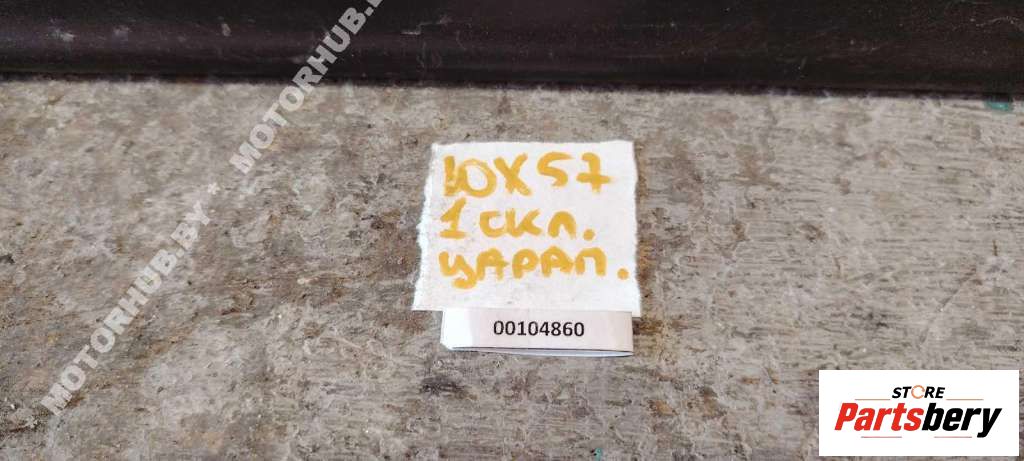 MOTORHUB.BY * MOTORHUB.BY
ЮХ57
1 скл.
царап.
00104860
STORE
Partsbery